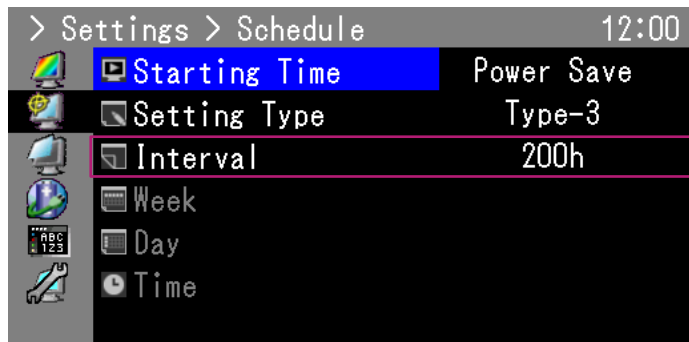 > Settings > Schedule 12:00
Starting Time Power Save
Setting Type Type-3
Interval 200h
Week
ABC 123 Day
Time